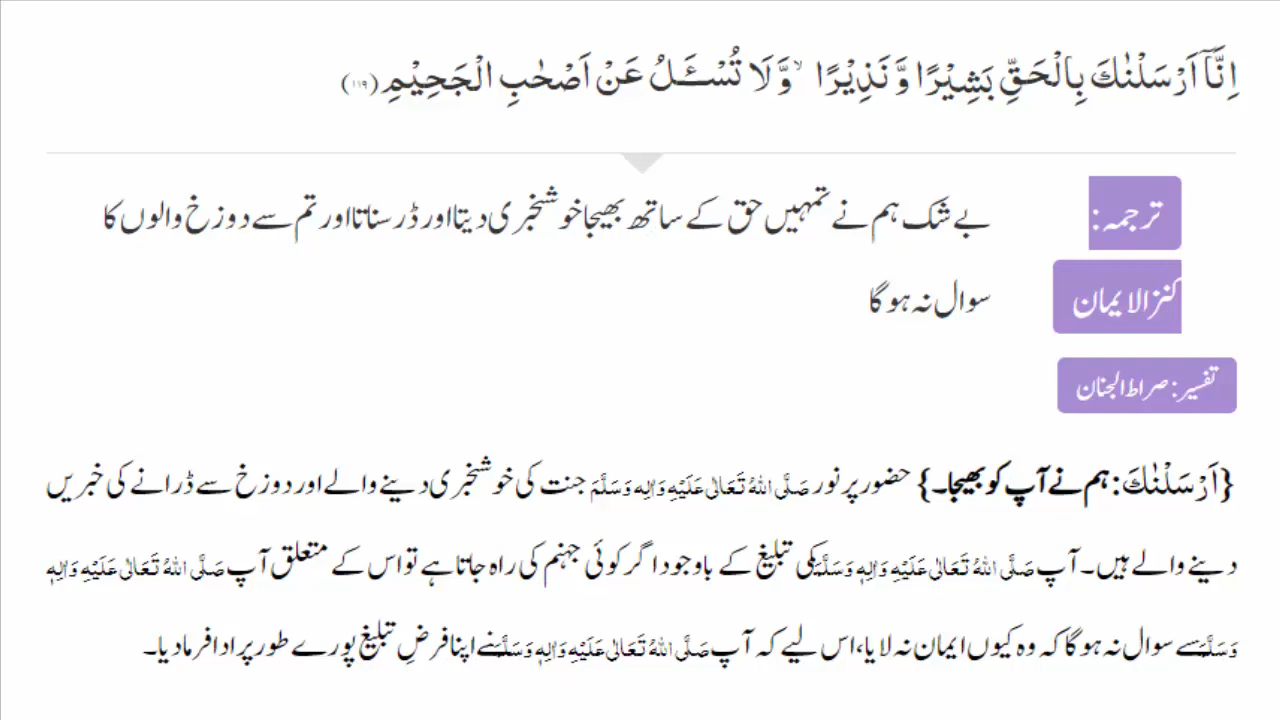 اِنَّاۤ اَرْسَلْنٰكَ بِالْحَقِّ بَشِیْرًا وَّ نَذِیْرًاۙ وَّ لَا تُسْــٴَـلُ عَنْ اَصْحٰبِ الْجَحِیْمِ(۱۱۹)
ترجمہ: بے شک ہم نے تمہیں حق کے ساتھ بھیجا خوشخبری دیتا اور ڈر سناتا اور تم سے دوزخ والوں کا
کنزالایمان سوال نہ ہوگا
تفسیر: صراط الجنان
{اَرْسَلْنٰكَ: ہم نے آپ کو بھیجا۔} حضور پر نور صَلَّی اللہُ تَعَالٰی عَلَیْہِ وَاٰلِہٖ وَسَلَّمَ جنت کی خوشخبری دینے والے اور دوزخ سے ڈرانے کی خبریں
دینے والے ہیں۔ آپ صَلَّی اللہُ تَعَالٰی عَلَیْہِ وَاٰلِہٖ وَسَلَّمَ کی تبلیغ کے باوجود اگر کوئی جہنم کی راہ جاتا ہے تو اس کے متعلق آپ صَلَّی اللہُ تَعَالٰی عَلَیْہِ وَاٰلِہٖ
وَسَلَّمَ سے سوال نہ ہوگا کہ وہ کیوں ایمان نہ لایا، اس لیے کہ آپ صَلَّی اللہُ تَعَالٰی عَلَیْہِ وَاٰلِہٖ وَسَلَّمَ نے اپنا فرضِ تبلیغ پورے طور پر ادا فرما دیا۔